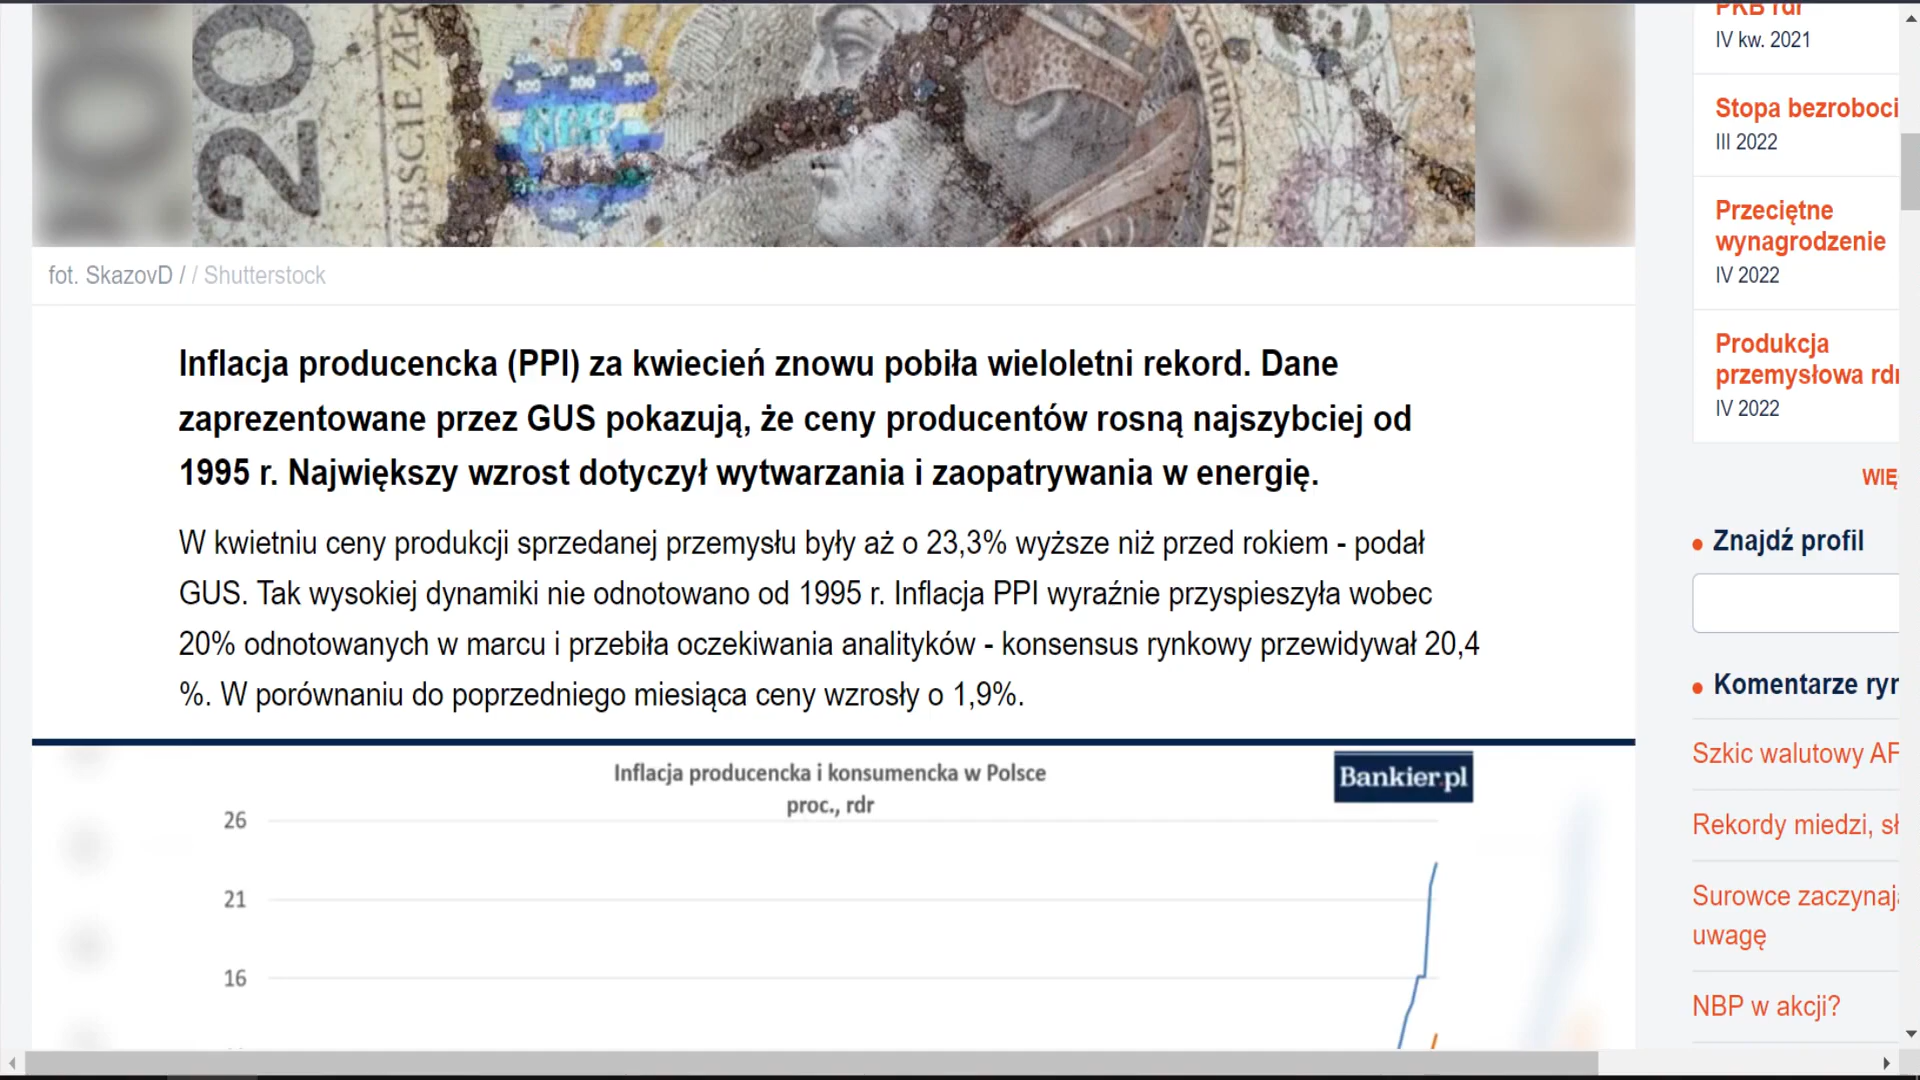 PKB rdr
IV kw. 2021
Stopa bezroboci
III 2022
Przeciętne
wynagrodzenie
IV 2022
Produkcja
przemysłowa rdr
IV 2022
WIĘ
fot. SkazovD / / Shutterstock
Inflacja producencka (PPI) za kwiecień znowu pobiła wieloletni rekord. Dane
zaprezentowane przez GUS pokazują, że ceny producentów rosną najszybciej od
1995 r. Największy wzrost dotyczył wytwarzania i zaopatrywania w energię.
W kwietniu ceny produkcji sprzedanej przemysłu były aż o 23,3% wyższe niż przed rokiem - podał
GUS. Tak wysokiej dynamiki nie odnotowano od 1995 r. Inflacja PPI wyraźnie przyspieszyła wobec
20% odnotowanych w marcu i przebiła oczekiwania analityków - konsensus rynkowy przewidywał 20,4
%. W porównaniu do poprzedniego miesiąca ceny wzrosły o 1,9%.
Inflacja producencka i konsumencka w Polsce
proc., rdr
Bankier.pl
26
21
16
Znajdź profil
Komentarze ryn
Szkic walutowy AF
Rekordy miedzi, sł
Surowce zaczynaj
uwagę
NBP w akcji?